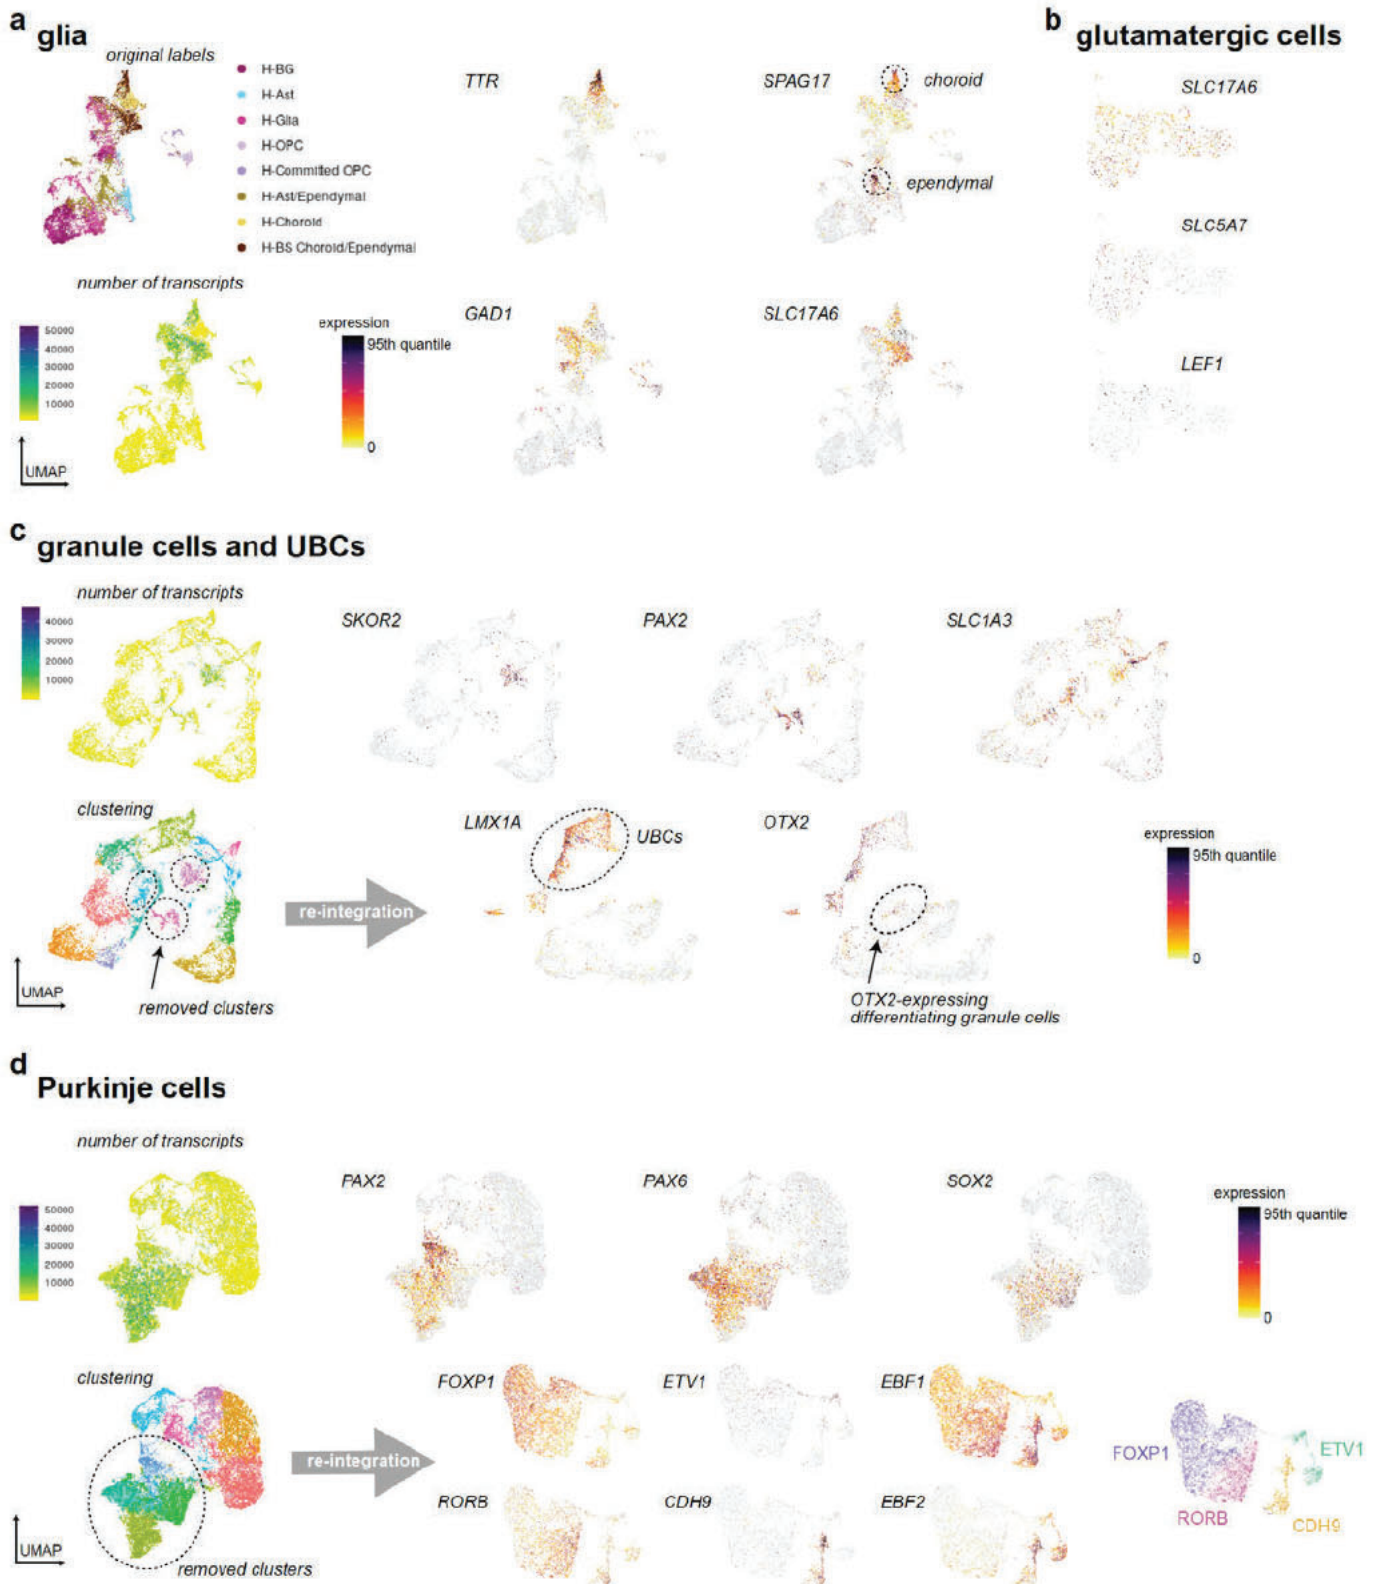 a
glia
original labels
H-BG
H-Ast
H-Glia
H-OPC
H-Committed OPC
H-Ast/Ependymal
H-Choroid
H-BS Choroid/Ependymal
TTR
SPAG17
choroid
ependymal
number of transcripts
50000
40000
30000
20000
10000
UMAP
expression
95th quantile
0
GAD1
SLC17A6
b
glutamatergic cells
SLC17A6
SLC5A7
LEF1
c
granule cells and UBCs
number of transcripts
40000
30000
20000
10000
SKOR2
PAX2
SLC1A3
clustering
UMAP
removed clusters
re-integration
LMX1A
UBCs
OTX2
OTX2-expressing
differentiating granule cells
expression
95th quantile
0
d
Purkinje cells
number of transcripts
50000
40000
30000
20000
10000
PAX2
PAX6
SOX2
expression
95th quantile
0
clustering
UMAP
removed clusters
re-integration
FOXP1
ETV1
EBF1
RORB
CDH9
EBF2
FOXP1
ETV1
RORB
CDH9